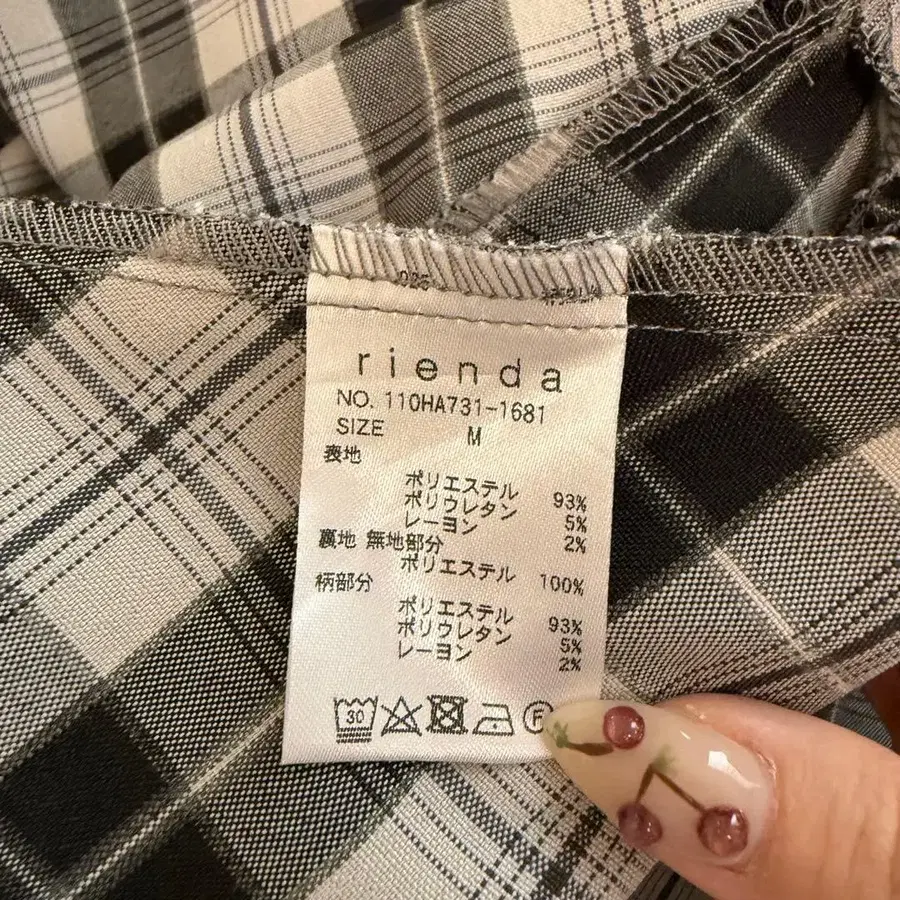 rienda
NO. 110HA731-1681
SIZE M
表地
ポリエステル 93%
ポリウレタン 5%
レーヨン 2%
裏地 無地部分
ポリエステル 100%
柄部分
ポリエステル 93%
ポリウレタン 5%
レーヨン 2%
30 F